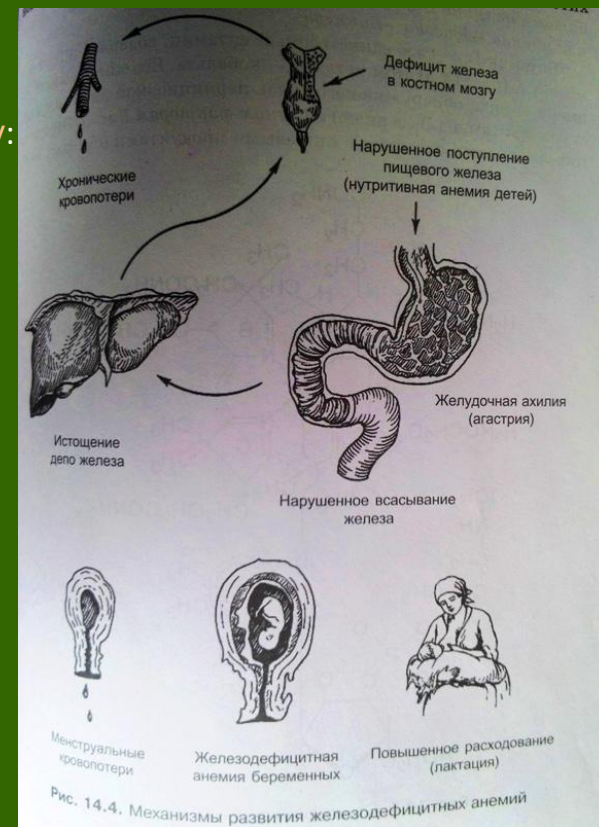 у:
Дефицит железа
в костном мозгу
Хронические
кровопотери
Нарушенное поступление
пищевого железа
(нутритивная анемия детей)
Желудочная ахилия
(агастрия)
Истощение
депо железа
Нарушенное всасывание
железа
Менструальные
кровопотери
Железодефицитная
анемия беременных
Повышенное расходование
(лактация)
Рис. 14.4. Механизмы развития железодефицитных анемий